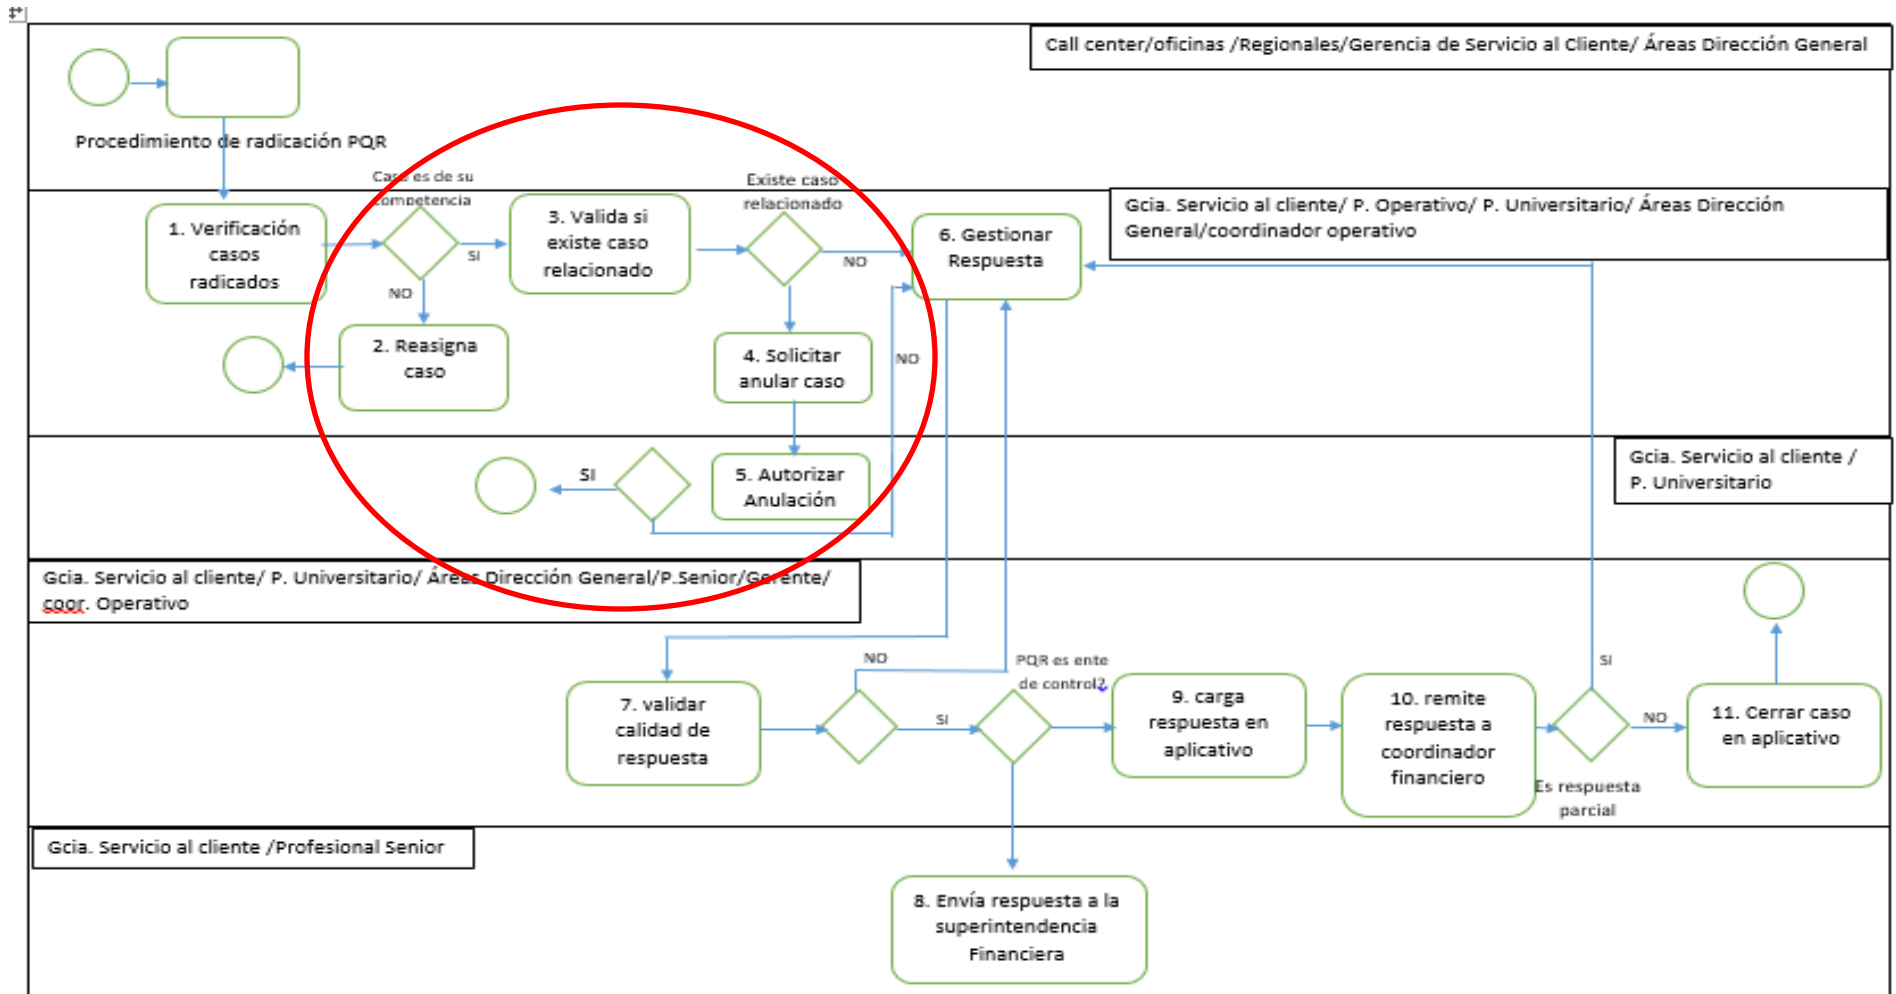 Call center/oficinas /Regionales/Gerencia de Servicio al Cliente/ Áreas Dirección General
Procedimiento de radicación PQR
Caso es de su
competencia
Existe caso
relacionado
1. Verificación
casos
radicados
SI
NO
3. Valida si
existe caso
relacionado
NO
6. Gestionar
Respuesta
Gcia. Servicio al cliente/ P. Operativo/ P. Universitario/ Áreas Dirección
General/coordinador operativo
2. Reasigna
caso
4. Solicitar
anular caso
NO
SI
5. Autorizar
Anulación
Gcia. Servicio al cliente /
P. Universitario
Gcia. Servicio al cliente/ P. Universitario/ Áreas Dirección General/P.Senior/Gerente/
coor. Operativo
7. validar
calidad de
respuesta
NO
SI
PQR es ente
de control?
9. carga
respuesta en
aplicativo
10. remite
respuesta a
coordinador
financiero
SI
NO
Es respuesta
parcial
11. Cerrar caso
en aplicativo
Gcia. Servicio al cliente /Profesional Senior
8. Envía respuesta a la
superintendencia
Financiera